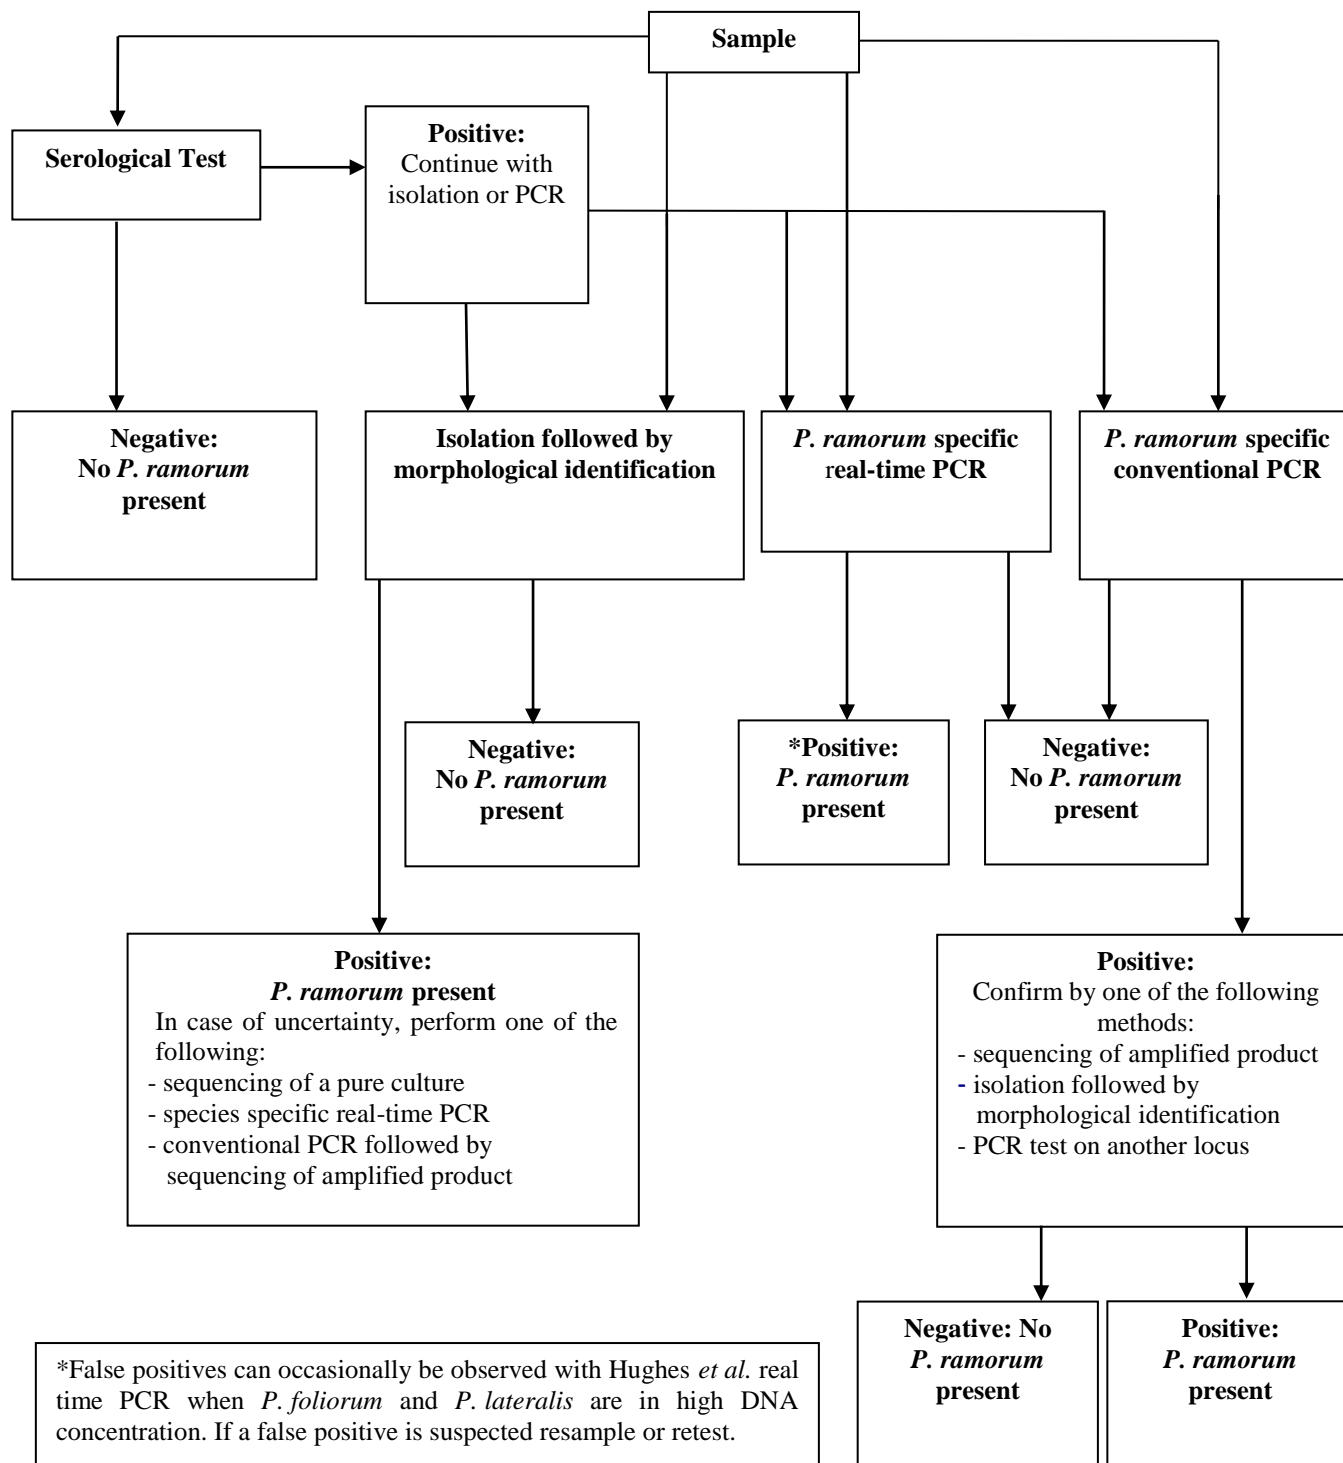 Sample
Serological Test
Positive:
Continue with
isolation or PCR
Negative:
No P. ramorum
present
Isolation followed by
morphological identification
P. ramorum specific
real-time PCR
P. ramorum specific
conventional PCR
Negative:
No P. ramorum
present
*Positive:
P. ramorum
present
Negative:
No P. ramorum
present
Positive:
P. ramorum present
In case of uncertainty, perform one of the
following:
- sequencing of a pure culture
- species specific real-time PCR
- conventional PCR followed by
sequencing of amplified product
Positive:
Confirm by one of the following
methods:
- sequencing of amplified product
- isolation followed by
morphological identification
- PCR test on another locus
Negative: No
P. ramorum
present
Positive:
P. ramorum
present
*False positives can occasionally be observed with Hughes et al. real
time PCR when P. foliorum and P. lateralis are in high DNA
concentration. If a false positive is suspected resample or retest.